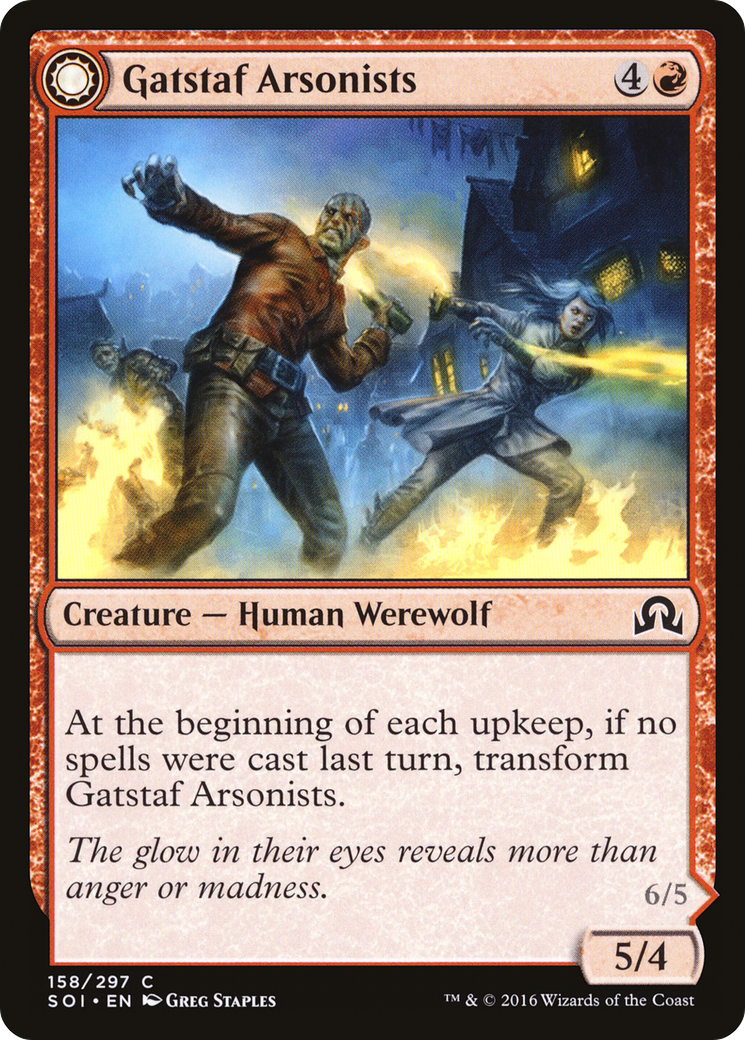 Gatstaf Arsonists 4
Creature — Human Werewolf
At the beginning of each upkeep, if no
spells were cast last turn, transform
Gatstaf Arsonists.
The glow in their eyes reveals more than
anger or madness.
6/5
5/4
158/297 C
SOI • EN Greg Staples
™ & © 2016 Wizards of the Coast